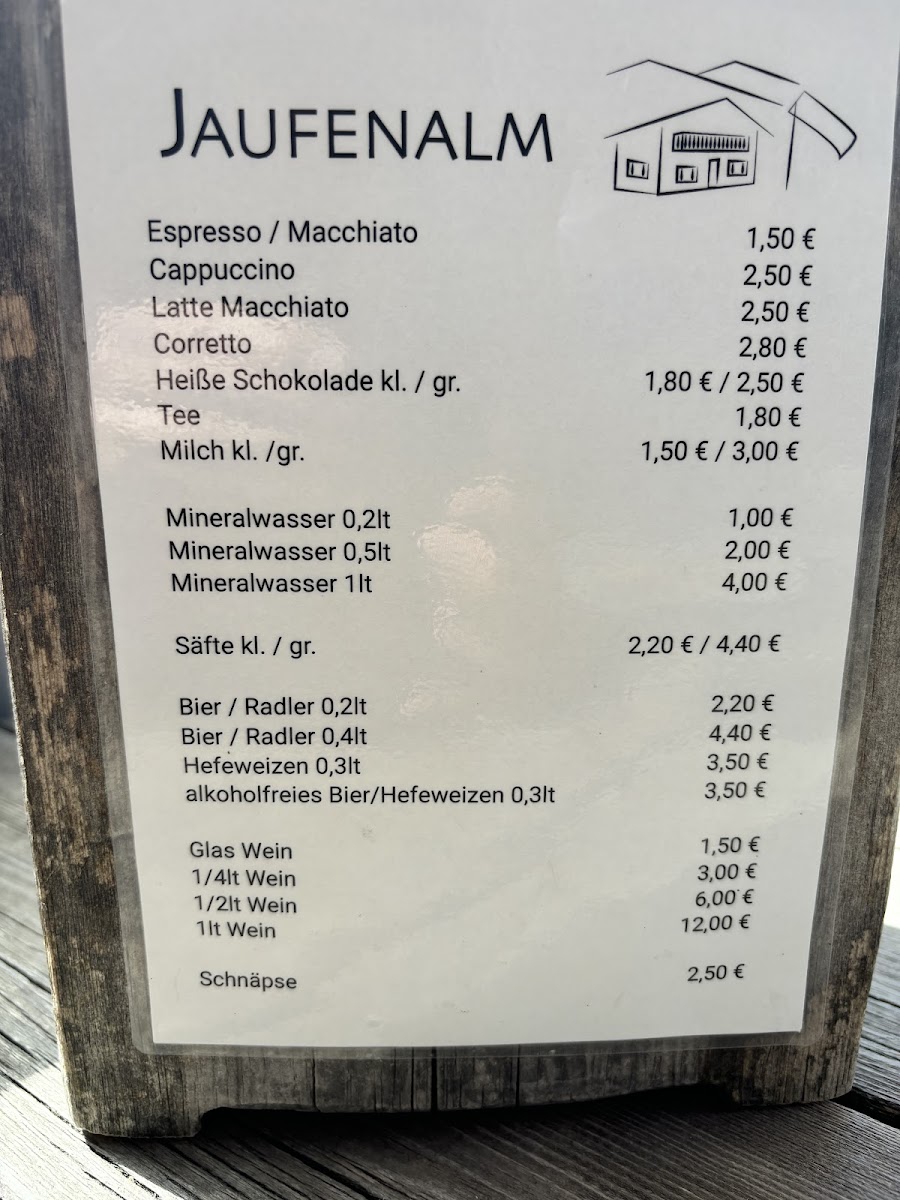 JAUFENALM
Espresso / Macchiato 1,50 €
Cappuccino 2,50 €
Latte Macchiato 2,50 €
Corretto 2,80 €
Heiße Schokolade kl. / gr. 1,80 € / 2,50 €
Tee 1,80 €
Milch kl. /gr. 1,50 € / 3,00 €
Mineralwasser 0,2lt 1,00 €
Mineralwasser 0,5lt 2,00 €
Mineralwasser 1lt 4,00 €
Säfte kl. / gr. 2,20 € / 4,40 €
Bier / Radler 0,2lt 2,20 €
Bier / Radler 0,4lt 4,40 €
Hefeweizen 0,3lt 3,50 €
alkoholfreies Bier/Hefeweizen 0,3lt 3,50 €
Glas Wein 1,50 €
1/4lt Wein 3,00 €
1/2lt Wein 6,00 €
1lt Wein 12,00 €
Schnäpse 2,50 €